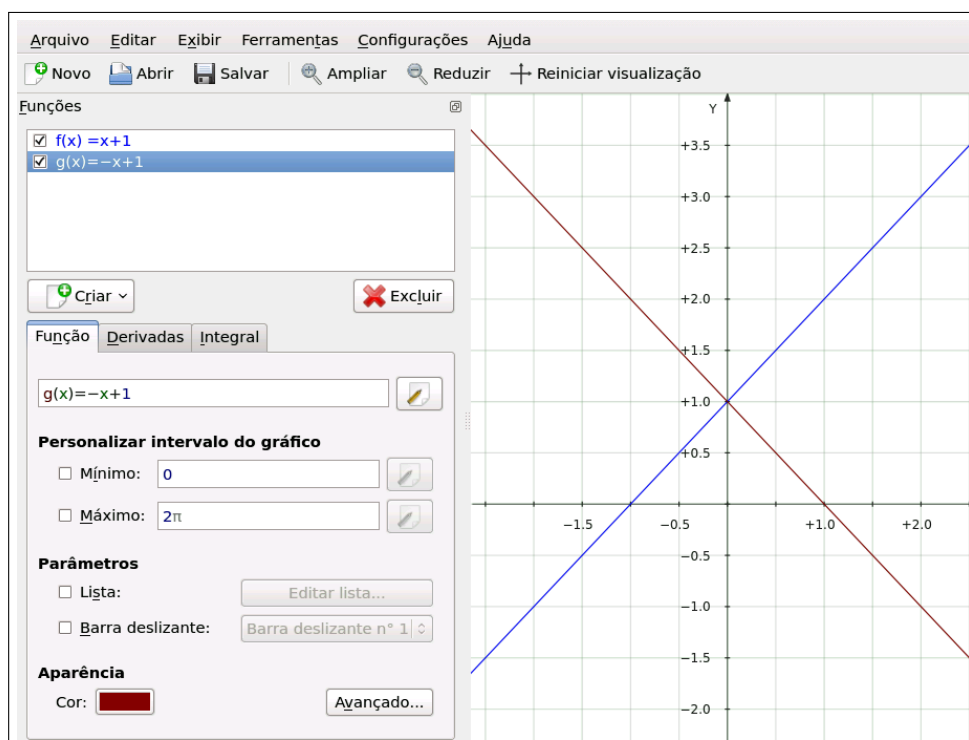 Arquivo Editar Exibir Ferramentas Configurações Ajuda
Novo Abrir Salvar Ampliar Reduzir Reiniciar visualização
Funções
f(x) =x+1
g(x)=−x+1
Criar Excluir
Função Derivadas Integral
g(x)=−x+1
Personalizar intervalo do gráfico
Mínimo: 0
Máximo: 2π
Parâmetros
Lista: Editar lista...
Barra deslizante: Barra deslizante n° 1
Aparência
Cor: Avançado...
Y
+3.5
+3.0
+2.5
+2.0
+1.5
+1.0
+0.5
−1.5 −0.5 +1.0 +2.0
−0.5
−1.0
−1.5
−2.0